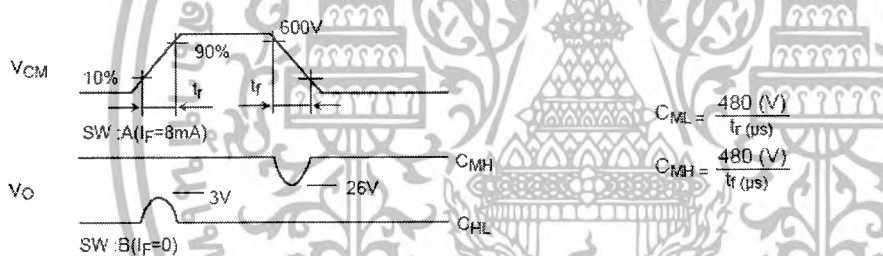 600V
90%
VCM
10%
tr
tf
SW :A(IF=8mA)
CML = 480 (V) / tr (µs)
CMH
CMH = 480 (V) / tf (µs)
VO
3V
26V
CHL
SW :B(IF=0)